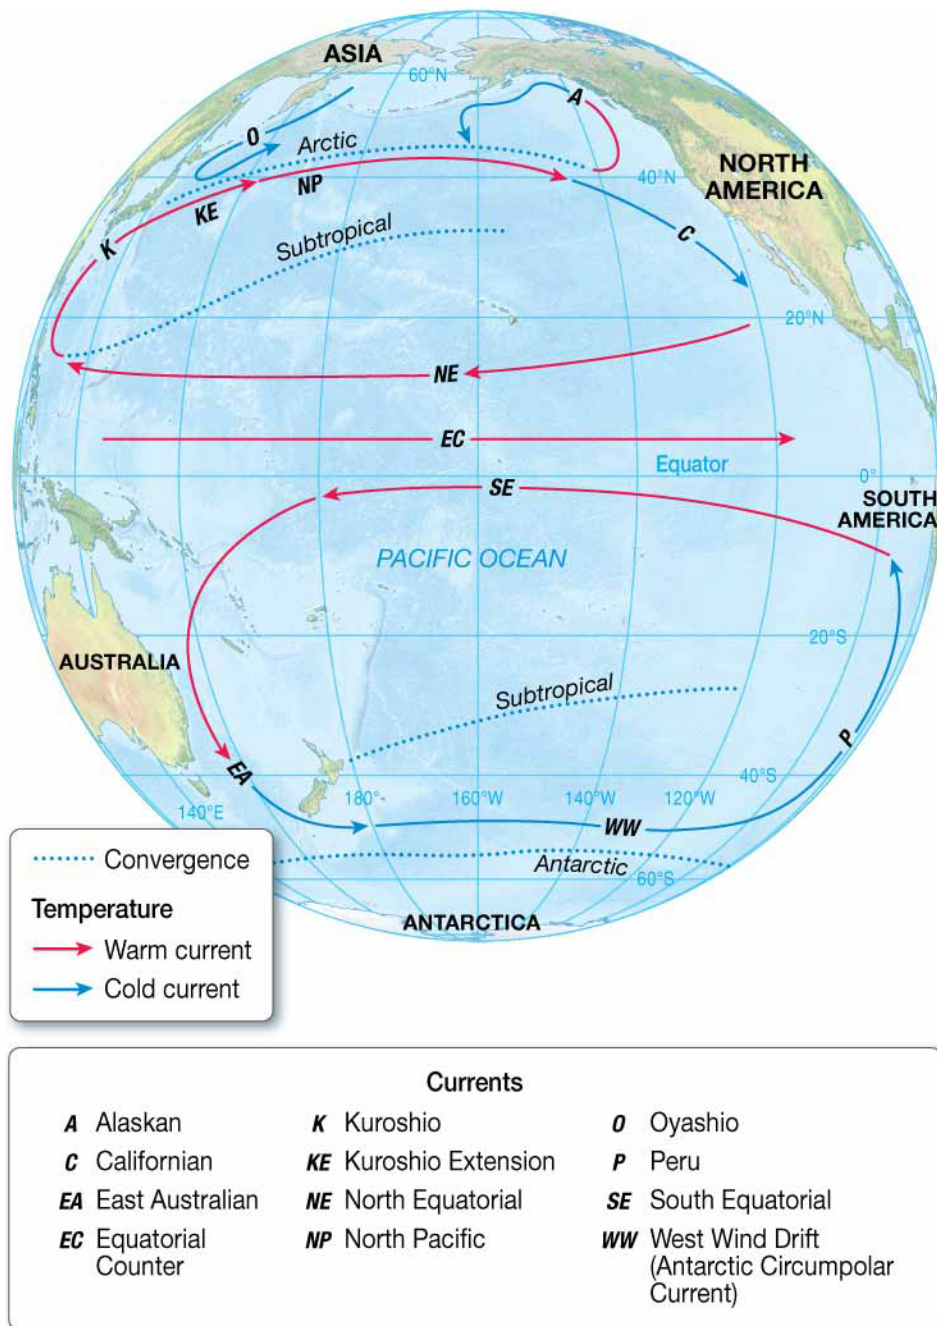 ASIA
60°N
A
O
Arctic
NORTH
AMERICA
40°N
NP
KE
C
K
Subtropical
20°N
NE
EC
Equator
0°
SE
SOUTH
AMERICA
PACIFIC OCEAN
20°S
AUSTRALIA
Subtropical
P
EA
40°S
140°E
180°
160°W
140°W
120°W
WW
Antarctic
60°S
ANTARCTICA
Convergence
Temperature
Warm current
Cold current
Currents
A Alaskan
C Californian
EA East Australian
EC Equatorial
Counter
K Kuroshio
KE Kuroshio Extension
NE North Equatorial
NP North Pacific
O Oyashio
P Peru
SE South Equatorial
WW West Wind Drift
(Antarctic Circumpolar
Current)